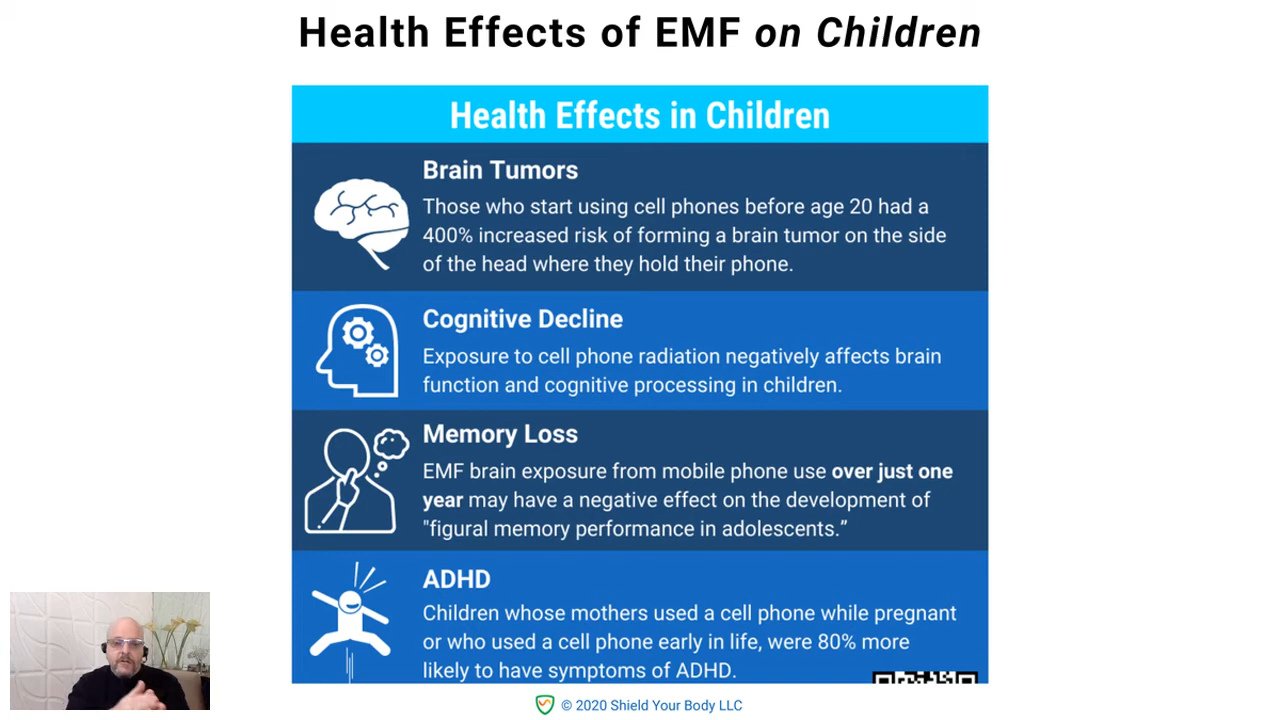 Health Effects of EMF on Children
Health Effects in Children
Brain Tumors
Those who start using cell phones before age 20 had a
400% increased risk of forming a brain tumor on the side
of the head where they hold their phone.
Cognitive Decline
Exposure to cell phone radiation negatively affects brain
function and cognitive processing in children.
Memory Loss
EMF brain exposure from mobile phone use over just one
year may have a negative effect on the development of
"figural memory performance in adolescents.”
ADHD
Children whose mothers used a cell phone while pregnant
or who used a cell phone early in life, were 80% more
likely to have symptoms of ADHD.
© 2020 Shield Your Body LLC